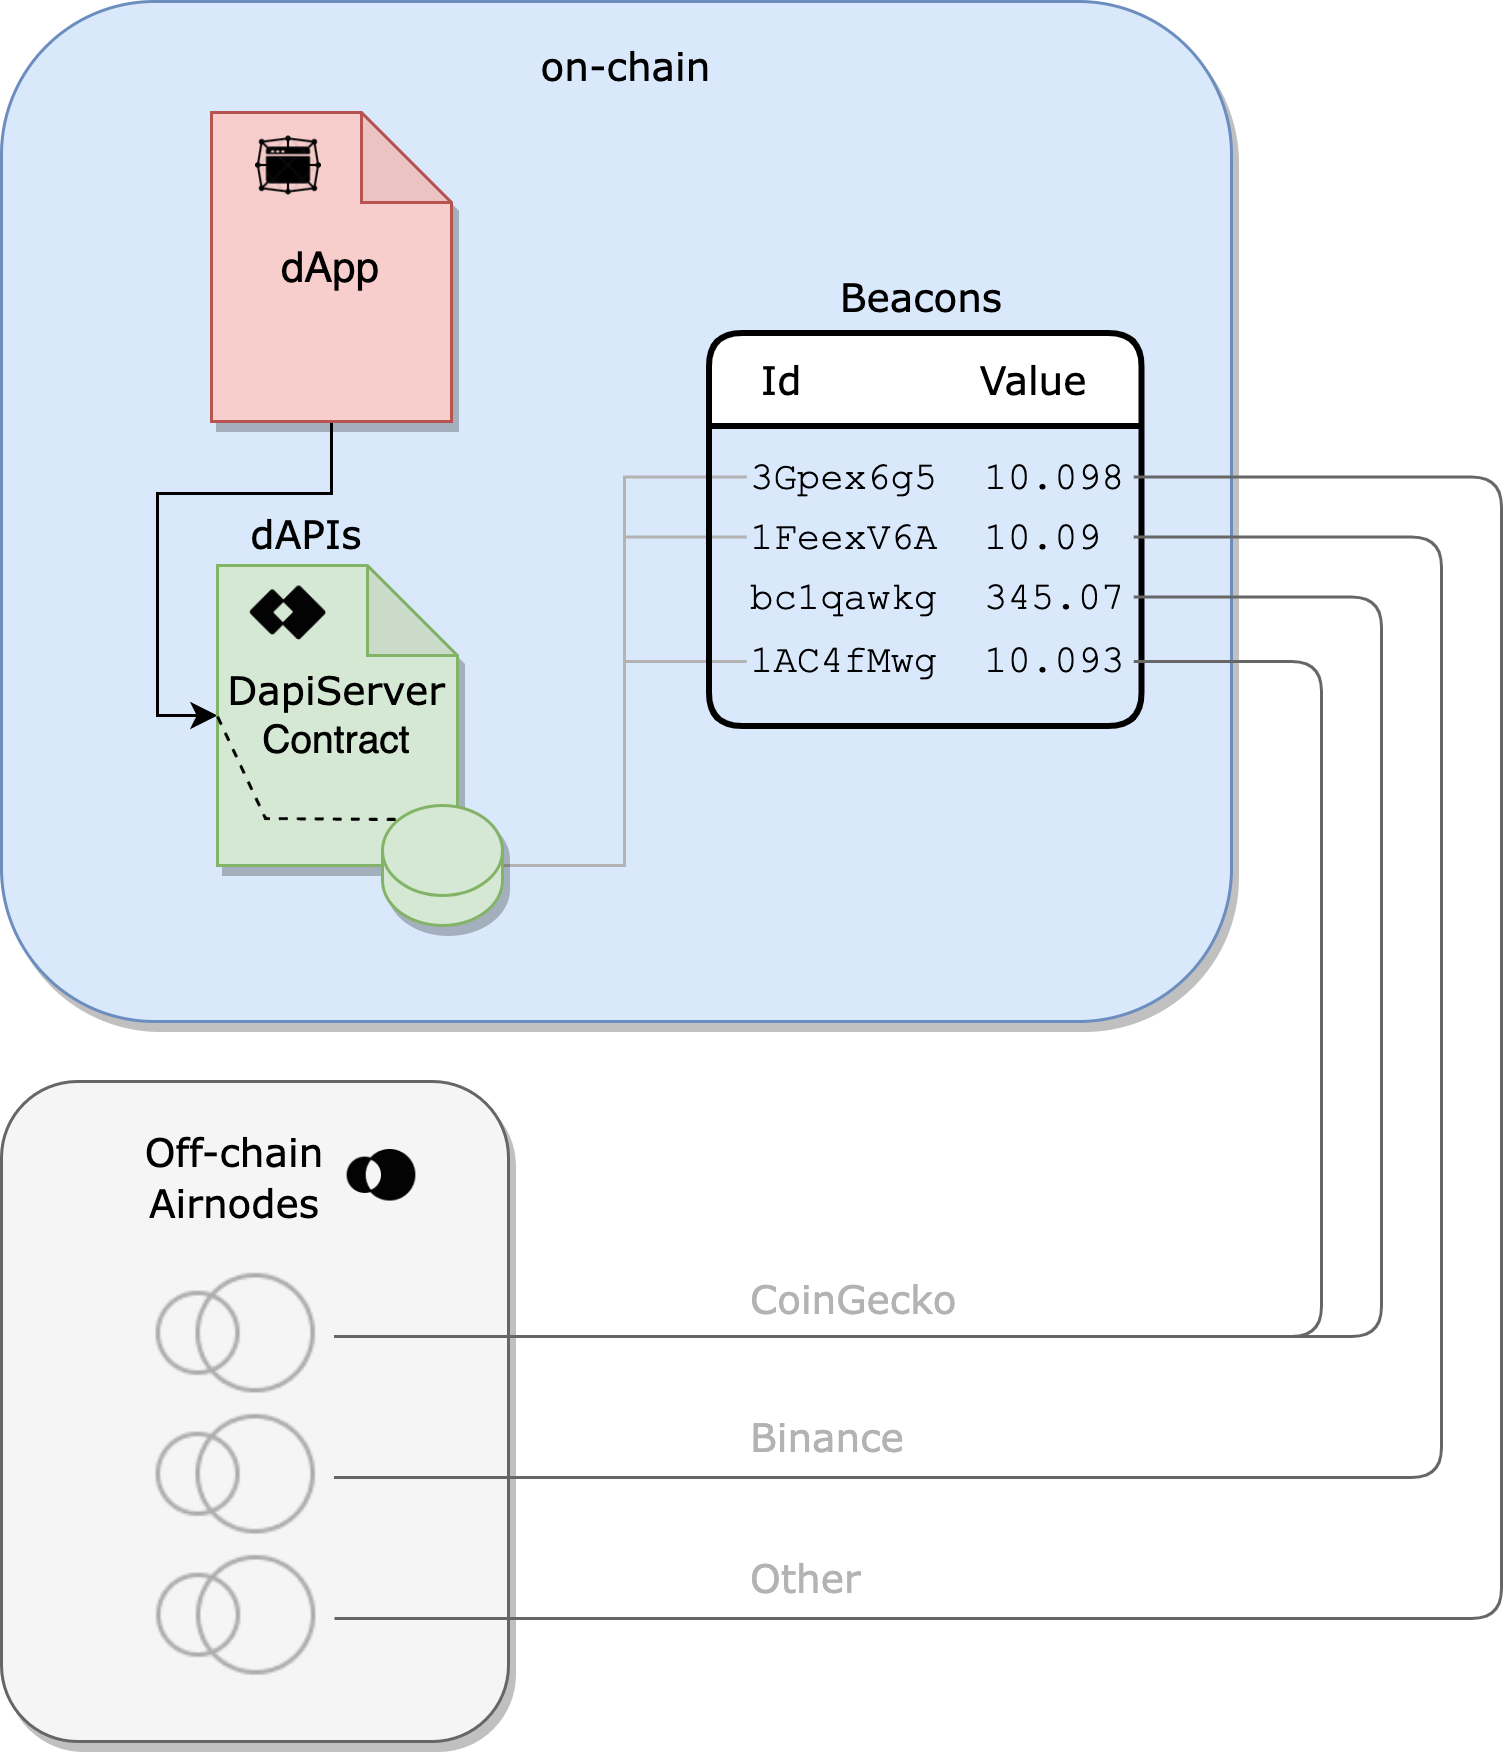 on-chain
dApp
Beacons
Id Value
3Gpex6g5 10.098
1FeexV6A 10.09
bc1qawkg 345.07
1AC4fMwg 10.093
dAPIs
DapiServer
Contract
Off-chain
Airnodes
CoinGecko
Binance
Other